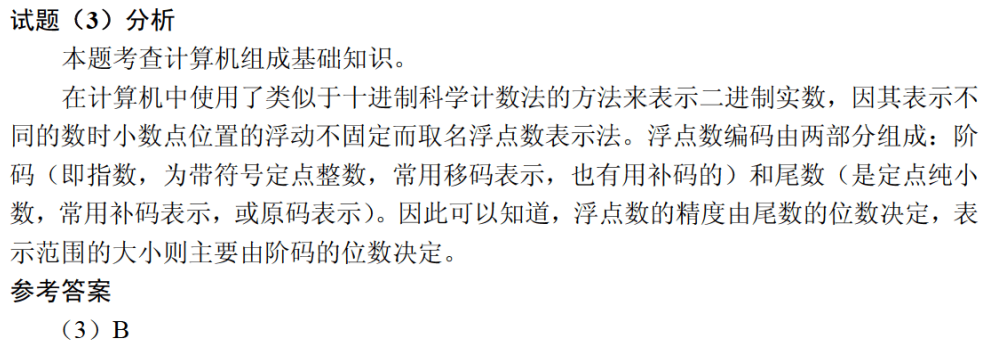 试题（3）分析
本题考查计算机组成基础知识。
在计算机中使用了类似于十进制科学计数法的方法来表示二进制实数，因其表示不
同的数时小数点位置的浮动不固定而取名浮点数表示法。浮点数编码由两部分组成：阶
码（即指数，为带符号定点整数，常用移码表示，也有用补码的）和尾数（是定点纯小
数，常用补码表示，或原码表示）。因此可以知道，浮点数的精度由尾数的位数决定，表
示范围的大小则主要由阶码的位数决定。
参考答案
（3）B